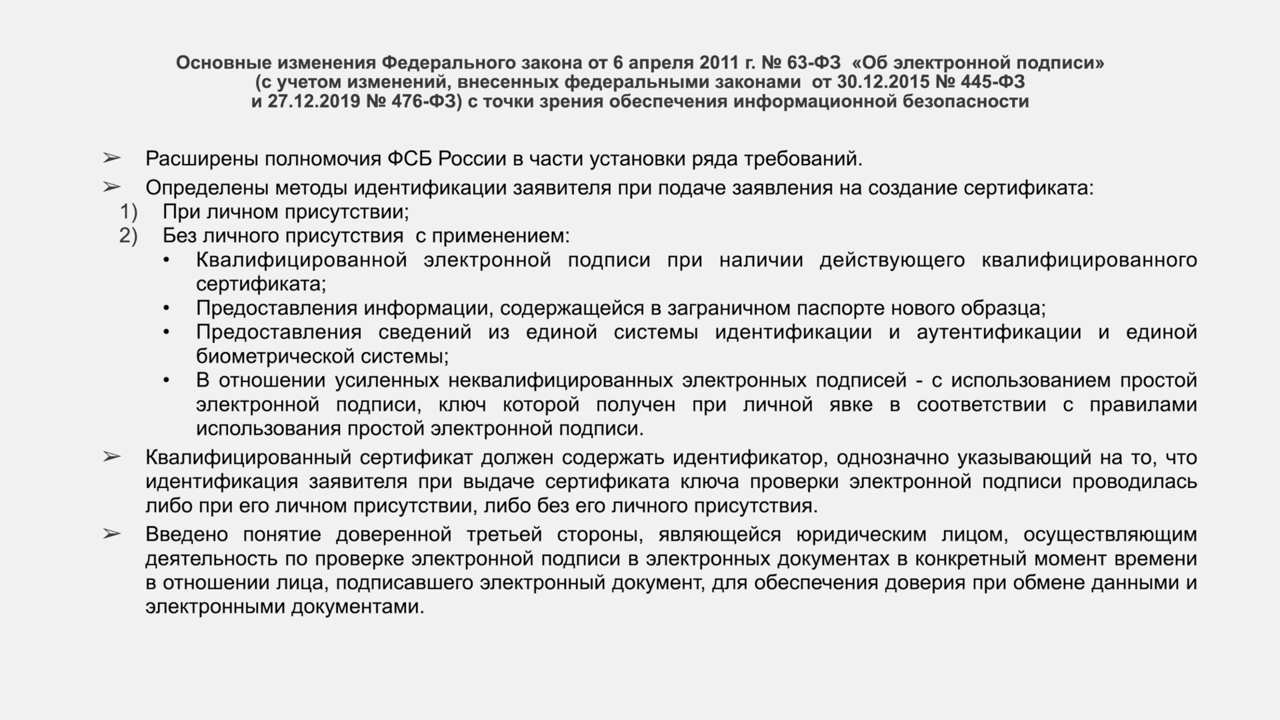 Основные изменения Федерального закона от 6 апреля 2011 г. № 63-ФЗ «Об электронной подписи»
(с учетом изменений, внесенных федеральными законами от 30.12.2015 № 445-ФЗ
и 27.12.2019 № 476-ФЗ) с точки зрения обеспечения информационной безопасности
➢ Расширены полномочия ФСБ России в части установки ряда требований.
➢ Определены методы идентификации заявителя при подаче заявления на создание сертификата:
1) При личном присутствии;
2) Без личного присутствия с применением:
• Квалифицированной электронной подписи при наличии действующего квалифицированного
сертификата;
• Предоставления информации, содержащейся в заграничном паспорте нового образца;
• Предоставления сведений из единой системы идентификации и аутентификации и единой
биометрической системы;
• В отношении усиленных неквалифицированных электронных подписей - с использованием простой
электронной подписи, ключ которой получен при личной явке в соответствии с правилами
использования простой электронной подписи.
➢ Квалифицированный сертификат должен содержать идентификатор, однозначно указывающий на то, что
идентификация заявителя при выдаче сертификата ключа проверки электронной подписи проводилась
либо при его личном присутствии, либо без его личного присутствия.
➢ Введено понятие доверенной третьей стороны, являющейся юридическим лицом, осуществляющим
деятельность по проверке электронной подписи в электронных документах в конкретный момент времени
в отношении лица, подписавшего электронный документ, для обеспечения доверия при обмене данными и
электронными документами.